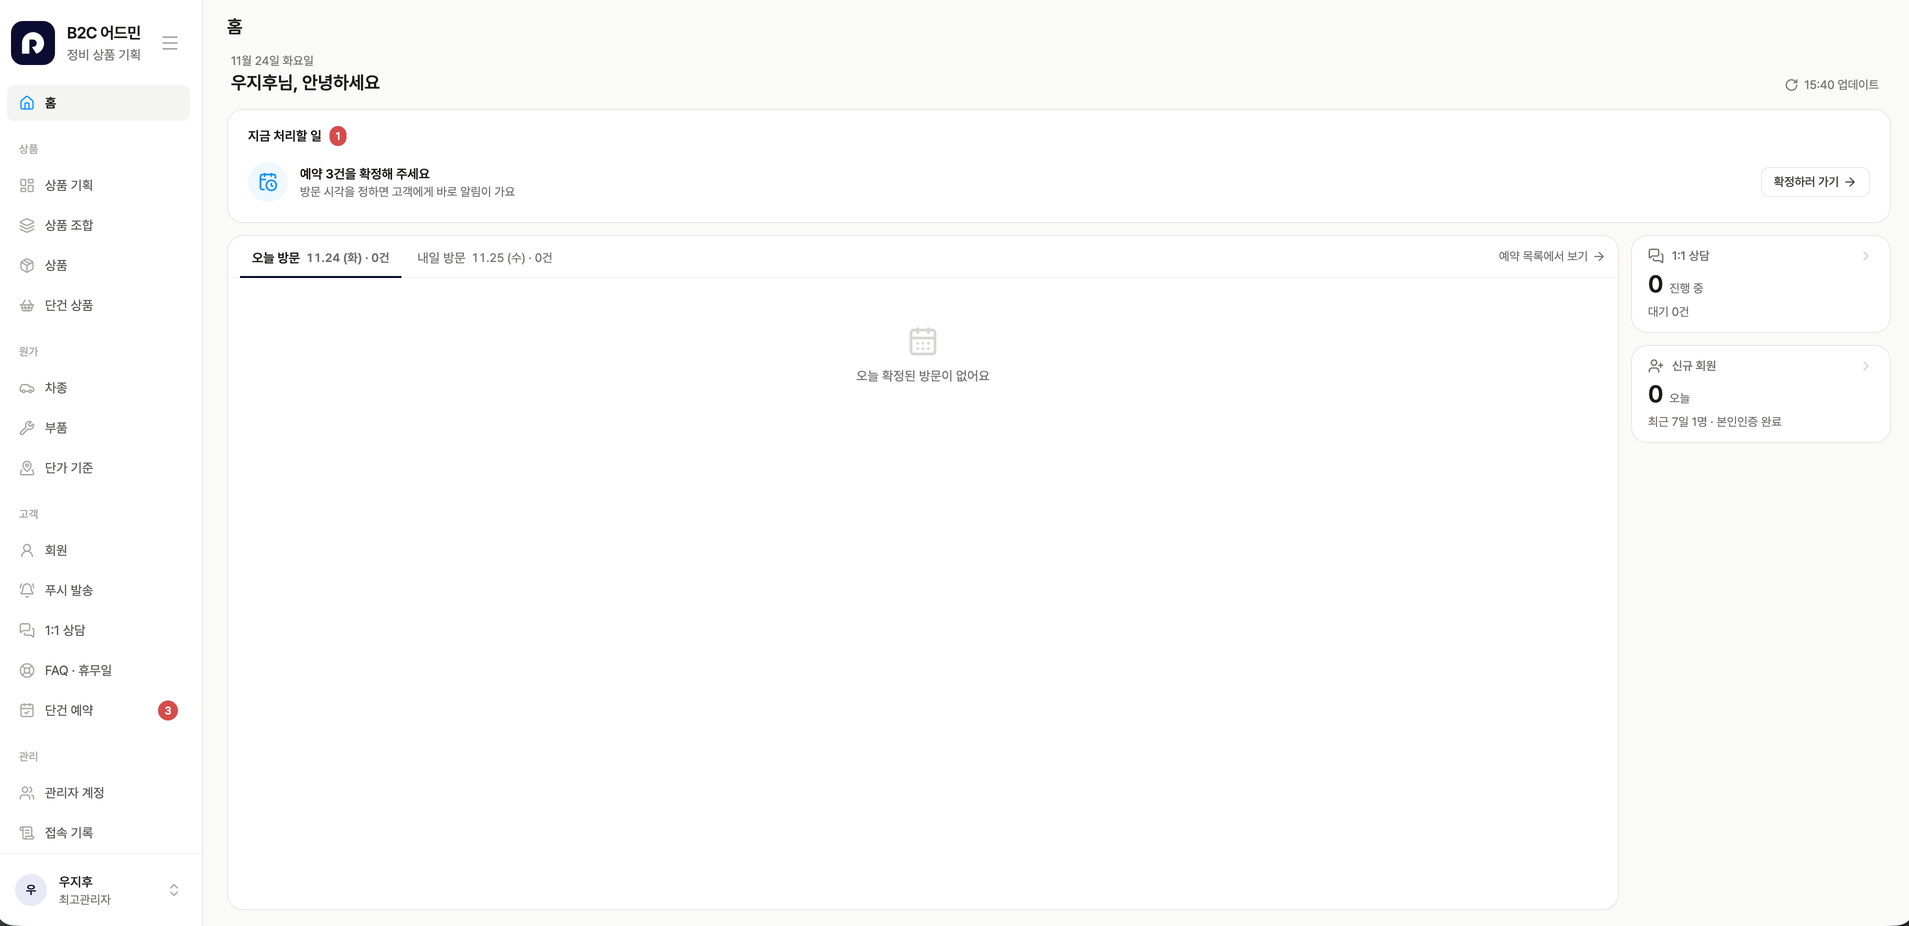 B2C 어드민
정비 상품 기획
홈
상품
상품 기획
상품 조합
상품
단건 상품
원가
차종
부품
단가 기준
고객
회원
푸시 발송
1:1 상담
FAQ · 휴무일
단건 예약 3
관리
관리자 계정
접속 기록
우
우지후
최고관리자
홈
11월 24일 화요일
우지후님, 안녕하세요
15:40 업데이트
지금 처리할 일 1
예약 3건을 확정해 주세요
방문 시각을 정하면 고객에게 바로 알림이 가요
확정하러 가기
오늘 방문 11.24 (화) · 0건 내일 방문 11.25 (수) · 0건 예약 목록에서 보기
오늘 확정된 방문이 없어요
1:1 상담
0 진행 중
대기 0건
신규 회원
0 오늘
최근 7일 1명 · 본인인증 완료